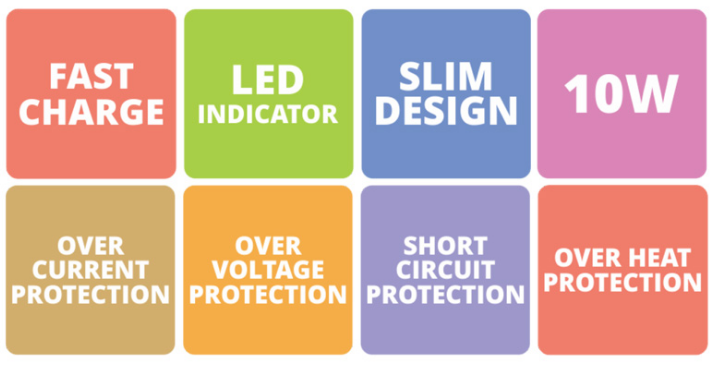 FAST
CHARGE
LED
INDICATOR
SLIM
DESIGN
10W
OVER
CURRENT
PROTECTION
OVER
VOLTAGE
PROTECTION
SHORT
CIRCUIT
PROTECTION
OVER HEAT
PROTECTION